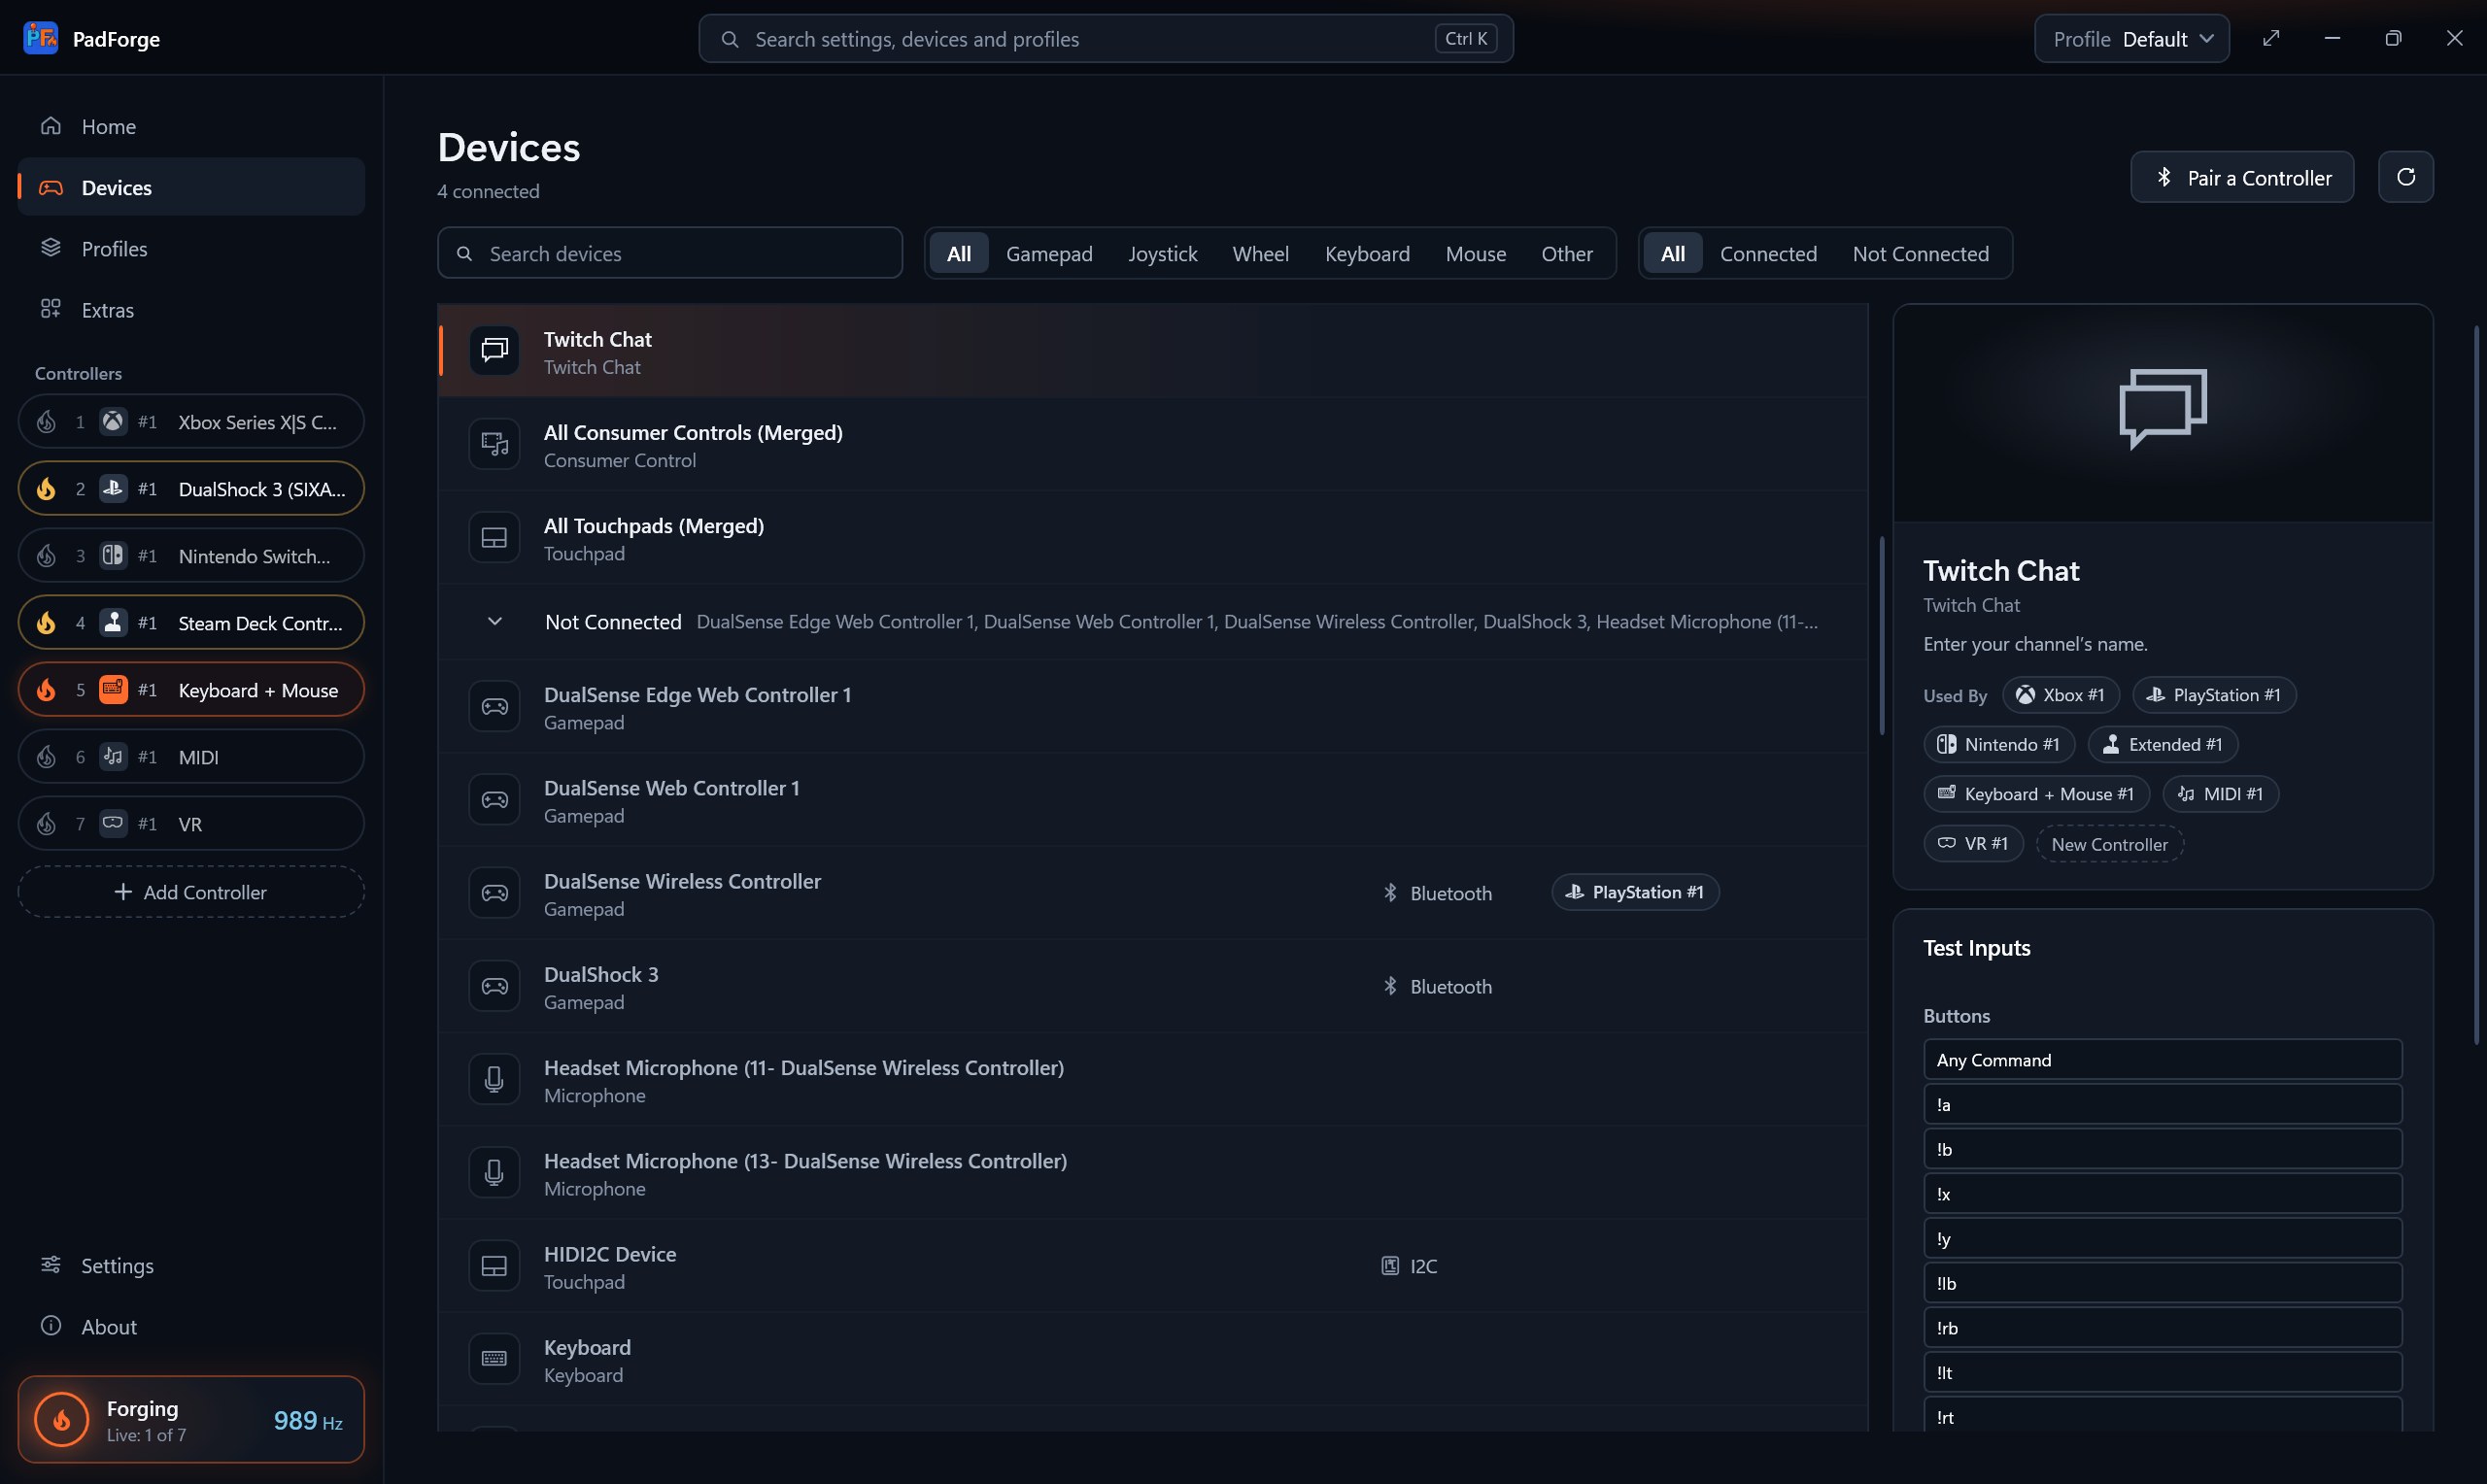 PadForge
Search settings, devices and profiles
Ctrl K
Profile Default
Home
Devices
Profiles
Extras
Controllers
1 #1 Xbox Series X|S C...
2 #1 DualShock 3 (SIXA...
3 #1 Nintendo Switch...
4 #1 Steam Deck Contr...
5 #1 Keyboard + Mouse
6 #1 MIDI
7 #1 VR
Add Controller
Settings
About
Forging
Live: 1 of 7
989 Hz
Devices
4 connected
Pair a Controller
Search devices
All Gamepad Joystick Wheel Keyboard Mouse Other
All Connected Not Connected
Twitch Chat
Twitch Chat
All Consumer Controls (Merged)
Consumer Control
All Touchpads (Merged)
Touchpad
Not Connected DualSense Edge Web Controller 1, DualSense Web Controller 1, DualSense Wireless Controller, DualShock 3, Headset Microphone (11-...
DualSense Edge Web Controller 1
Gamepad
DualSense Web Controller 1
Gamepad
DualSense Wireless Controller
Gamepad
Bluetooth
PlayStation #1
DualShock 3
Gamepad
Bluetooth
Headset Microphone (11- DualSense Wireless Controller)
Microphone
Headset Microphone (13- DualSense Wireless Controller)
Microphone
HIDI2C Device
Touchpad
I2C
Keyboard
Keyboard
Twitch Chat
Twitch Chat
Enter your channel's name.
Used By Xbox #1 PlayStation #1
Nintendo #1 Extended #1
Keyboard + Mouse #1 MIDI #1
VR #1 New Controller
Test Inputs
Buttons
Any Command
!a
!b
!x
!y
!lb
!rb
!lt
!rt